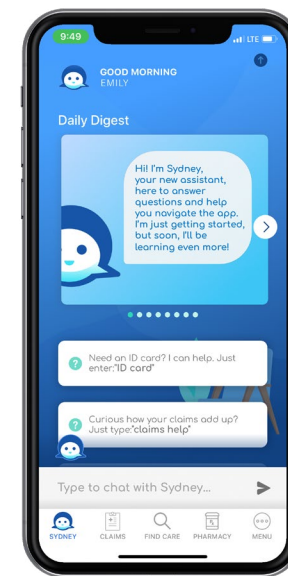 9:49
LTE
GOOD MORNING
EMILY
Daily Digest
Hi! I'm Sydney,
your new assistant,
here to answer
questions and help
you navigate the app.
I'm just getting started,
but soon, I'll be
learning even more!
Need an ID card? I can help. Just
enter:"ID card"
Curious how your claims add up?
Just type:"claims help"
Type to chat with Sydney...
SYDNEY CLAIMS FIND CARE PHARMACY MENU